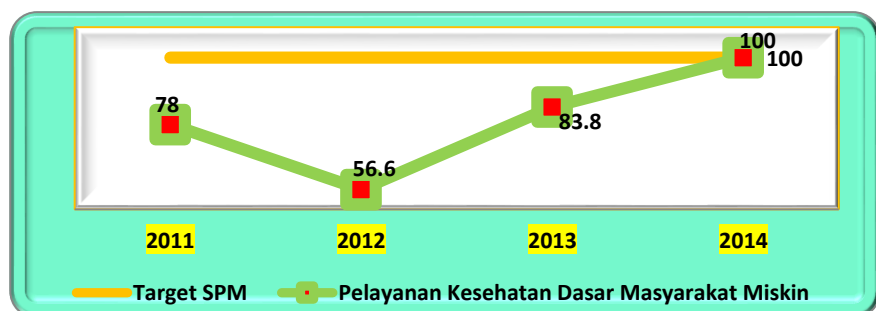 100
78
100
83.8
56.6
2011 2012 2013 2014
Target SPM Pelayanan Kesehatan Dasar Masyarakat Miskin